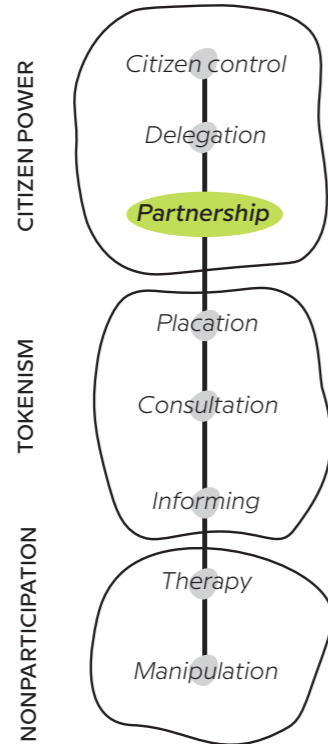 CITIZEN POWER
Citizen control
Delegation
Partnership
TOKENISM
Placation
Consultation
Informing
NONPARTICIPATION
Therapy
Manipulation